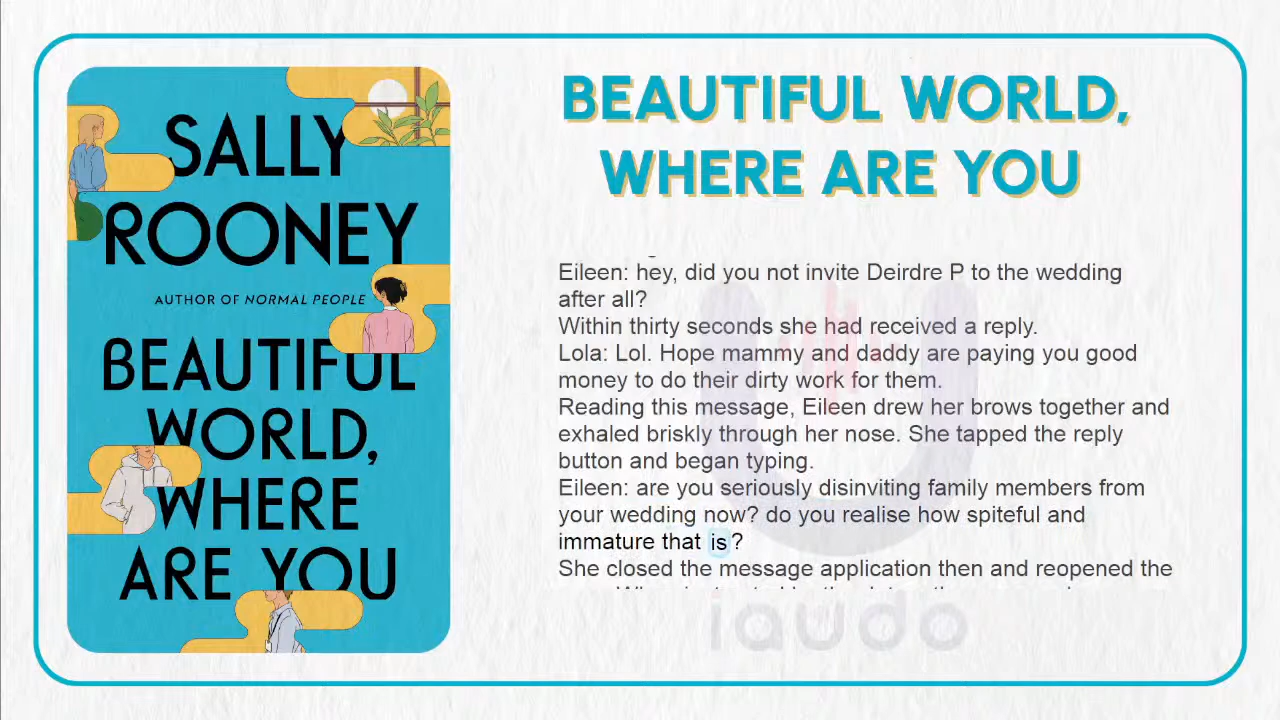 SALLY
ROONEY
AUTHOR OF NORMAL PEOPLE
BEAUTIFUL
WORLD,
WHERE
ARE YOU
BEAUTIFUL WORLD,
WHERE ARE YOU
Eileen: hey, did you not invite Deirdre P to the wedding
after all?
Within thirty seconds she had received a reply.
Lola: Lol. Hope mammy and daddy are paying you good
money to do their dirty work for them.
Reading this message, Eileen drew her brows together and
exhaled briskly through her nose. She tapped the reply
button and began typing.
Eileen: are you seriously disinviting family members from
your wedding now? do you realise how spiteful and
immature that is?
She closed the message application then and reopened the
iaudo